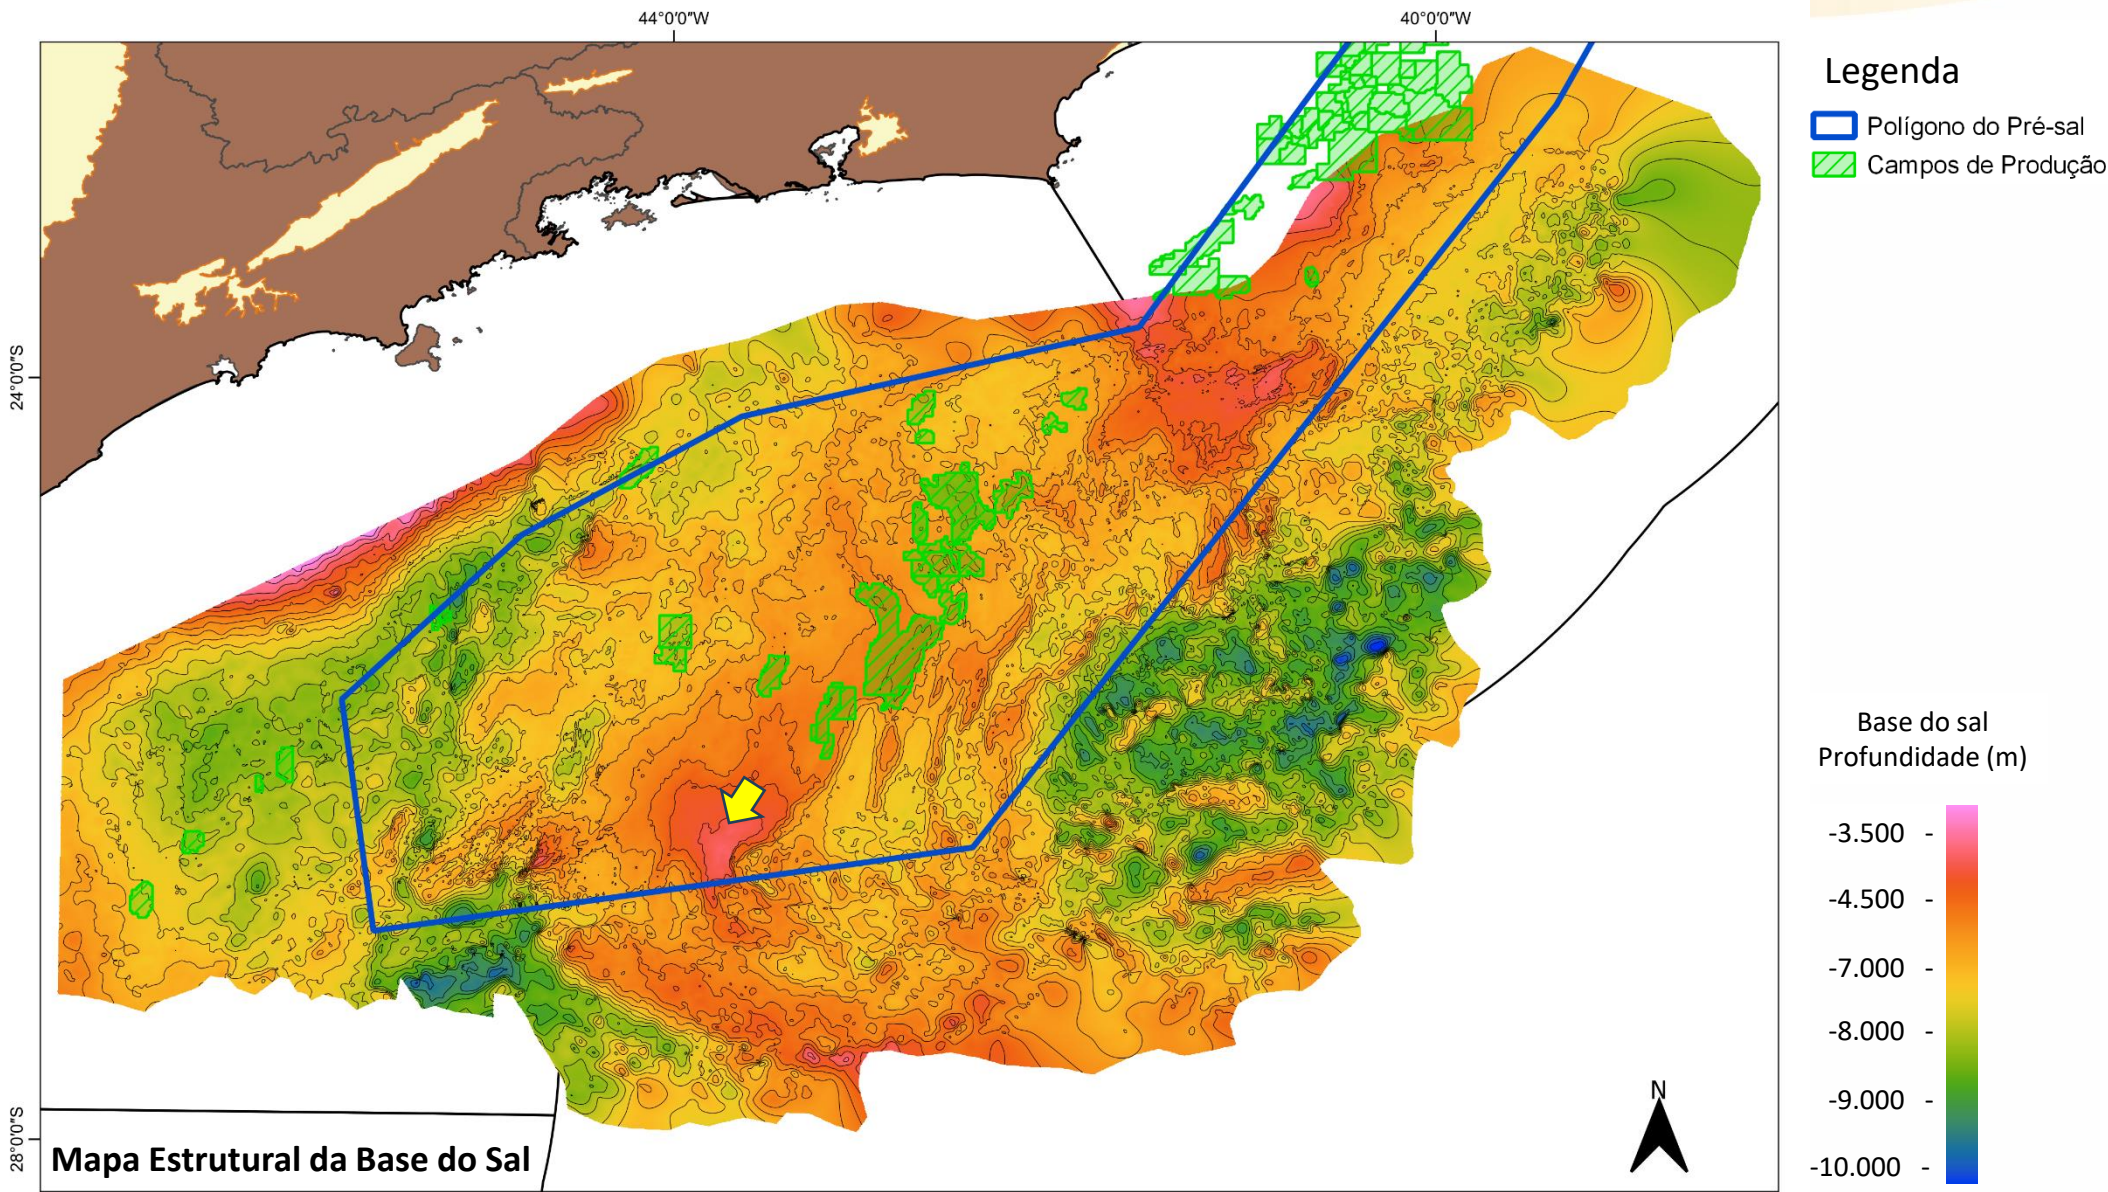 44°0'0"W
40°0'0"W
24°0'0"S
28°0'0"S
Legenda
Polígono do Pré-sal
Campos de Produção
Base do sal
Profundidade (m)
-3.500 -
-4.500 -
-7.000 -
-8.000 -
-9.000 -
-10.000 -
N
Mapa Estrutural da Base do Sal